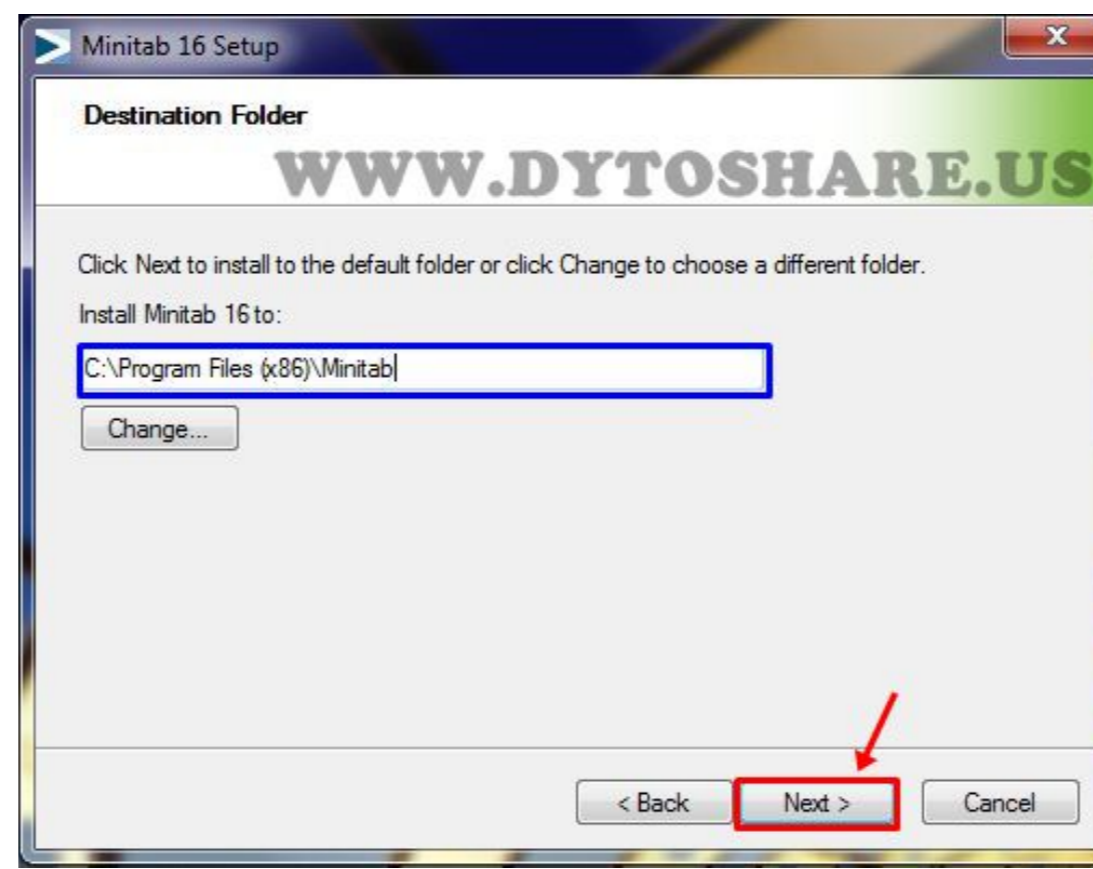 Minitab 16 Setup
Destination Folder
WWW.DYTOSHARE.US
Click Next to install to the default folder or click Change to choose a different folder.
Install Minitab 16 to:
C:\Program Files (x86)\Minitab
Change...
< Back Next > Cancel